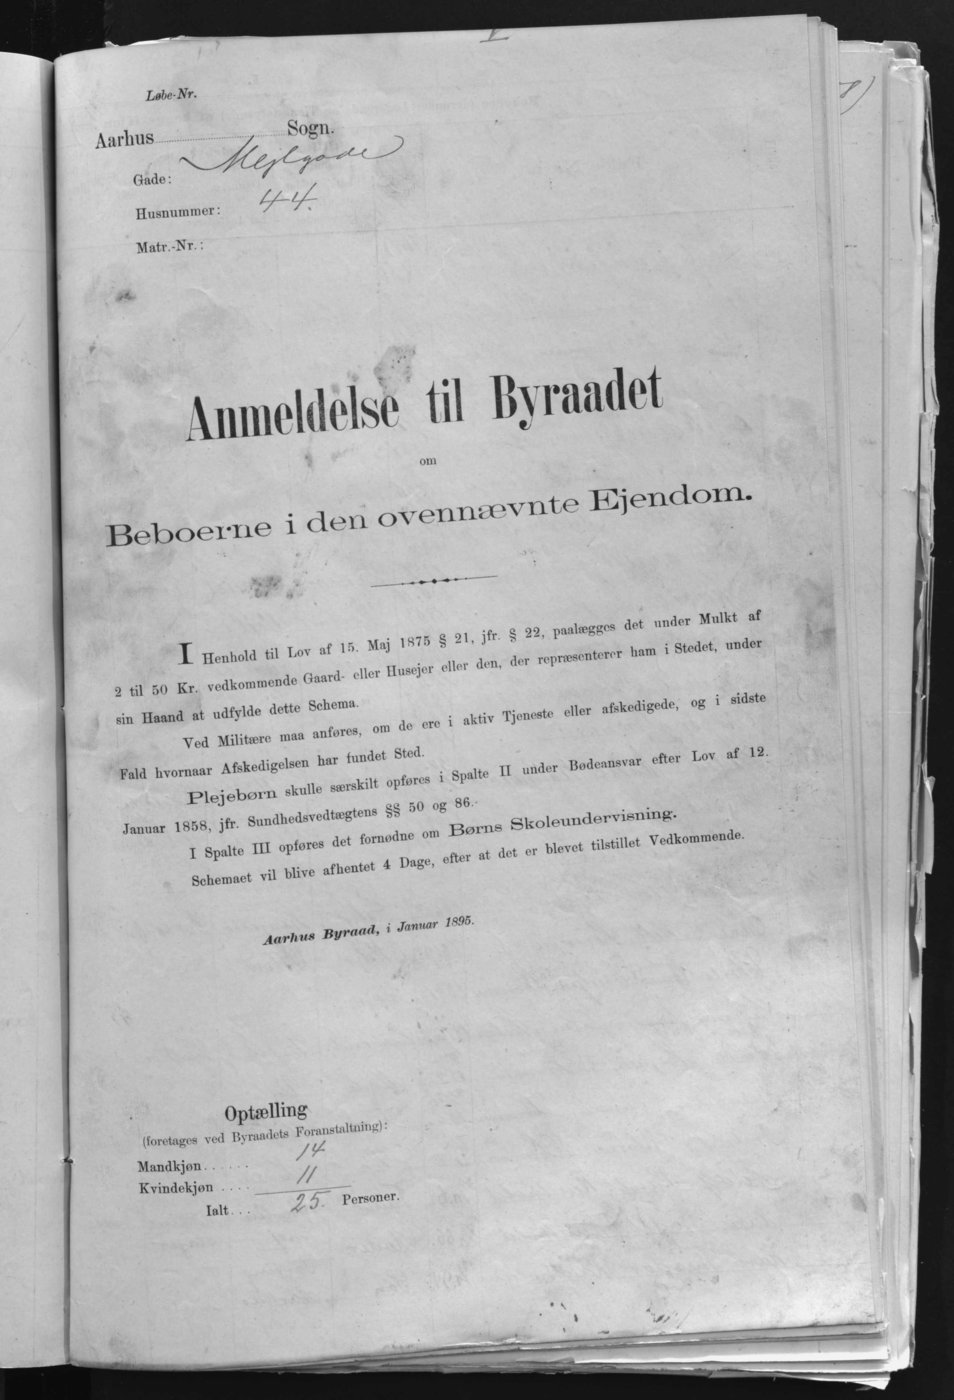 Løbe-Nr.
Aarhus Sogn.
Gade: Mejlgade
Husnummer: 44.
Matr.-Nr.:
Anmeldelse til Byraadet
om
Beboerne i den ovennævnte Ejendom.
I Henhold til Lov af 15. Maj 1875 § 21, jfr. § 22, paalægges det under Mulkt af
2 til 50 Kr. vedkommende Gaard- eller Husejer eller den, der repræsenterer ham i Stedet, under
sin Haand at udfylde dette Schema.
Ved Militære maa anføres, om de ere i aktiv Tjeneste eller afskedigede, og i sidste
Fald hvornaar Afskedigelsen har fundet Sted.
Plejebørn skulle særskilt opføres i Spalte II under Bødeansvar efter Lov af 12.
Januar 1858, jfr. Sundhedsvedtægtens §§ 50 og 86.
I Spalte III opføres det fornødne om Børns Skoleundervisning.
Schemaet vil blive afhentet 4 Dage, efter at det er blevet tilstillet Vedkommende.
Aarhus Byraad, i Januar 1895.
Optælling
(foretages ved Byraadets Foranstaltning):
Mandkjøn...... 14
Kvindekjøn .... 11
Ialt... 25. Personer.